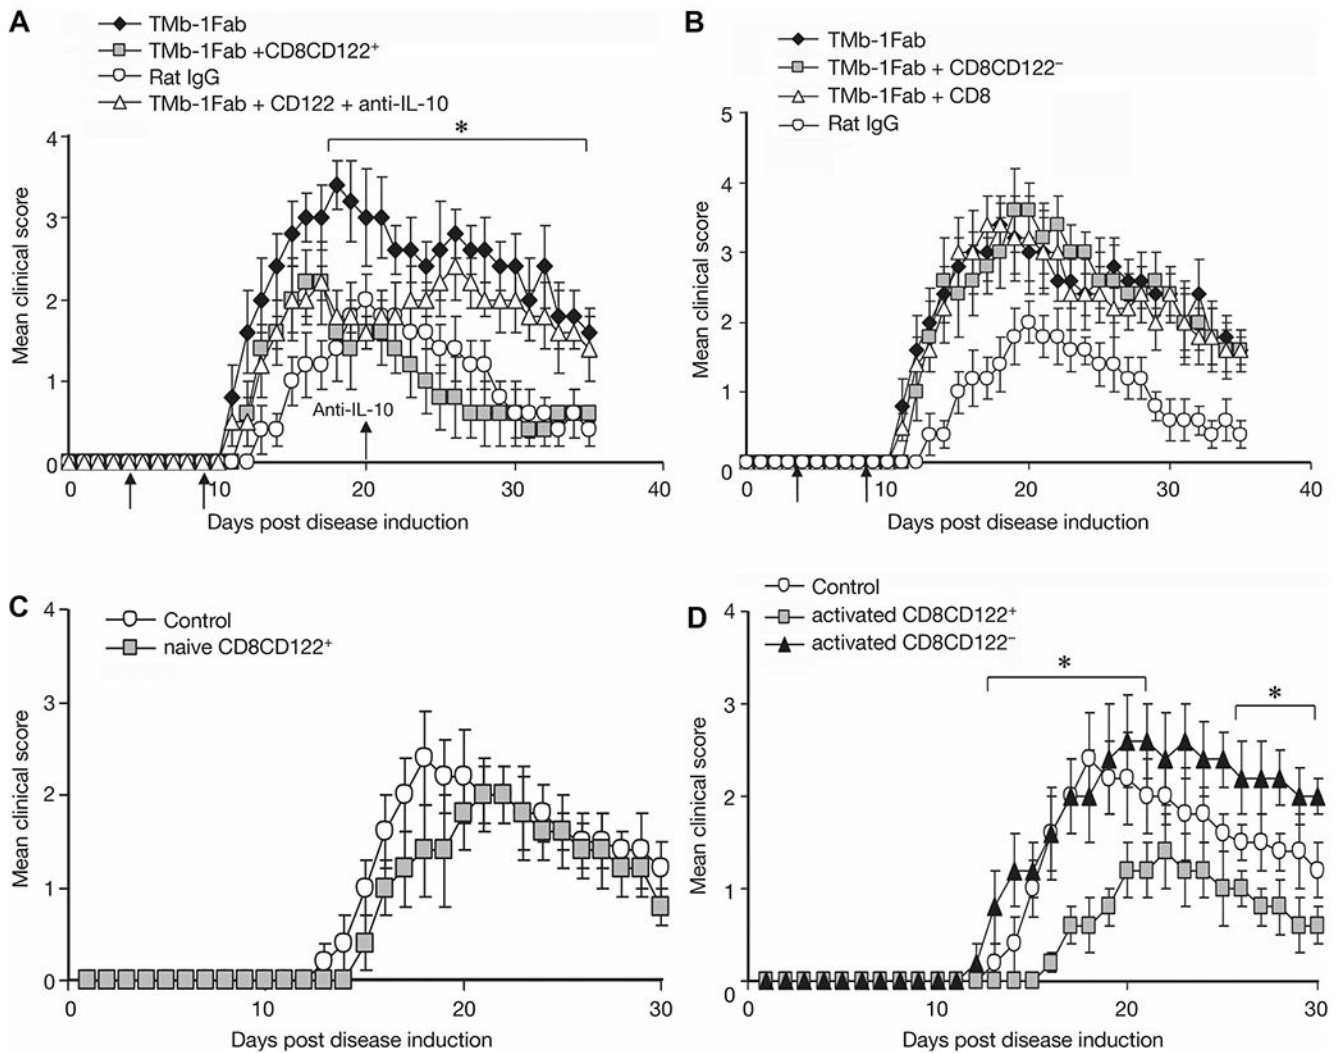 A
TMb-1Fab
TMb-1Fab +CD8CD122+
Rat IgG
TMb-1Fab + CD122 + anti-IL-10
*
4
3
2
1
0
Mean clinical score
Anti-IL-10
0 10 20 30 40
Days post disease induction
B
TMb-1Fab
TMb-1Fab + CD8CD122−
TMb-1Fab + CD8
Rat IgG
5
4
3
2
1
0
Mean clinical score
0 10 20 30 40
Days post disease induction
C
Control
naive CD8CD122+
4
3
2
1
0
Mean clinical score
0 10 20 30
Days post disease induction
D
Control
activated CD8CD122+
activated CD8CD122−
* *
4
3
2
1
0
Mean clinical score
0 10 20 30
Days post disease induction